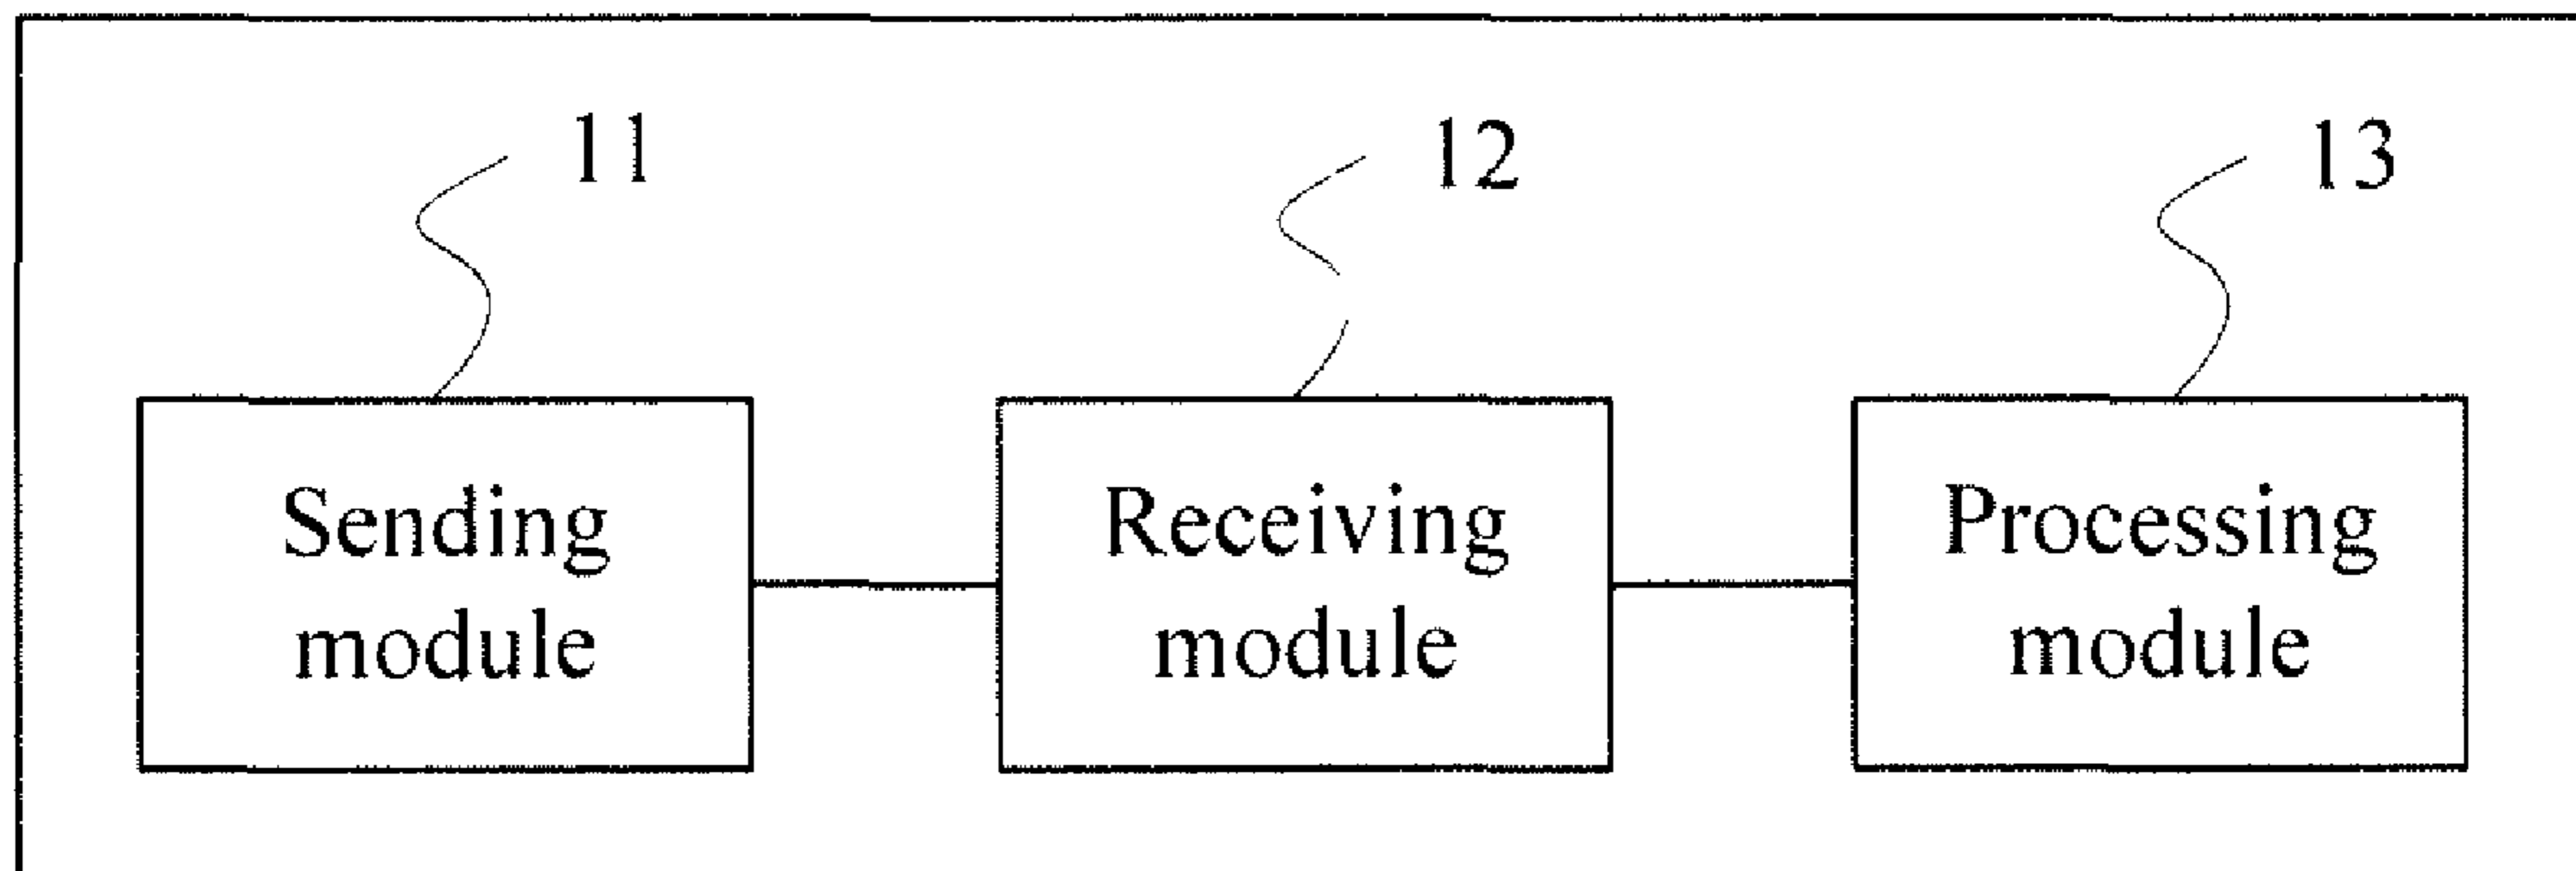 11
12
13
Sending
module
Receiving
module
Processing
module